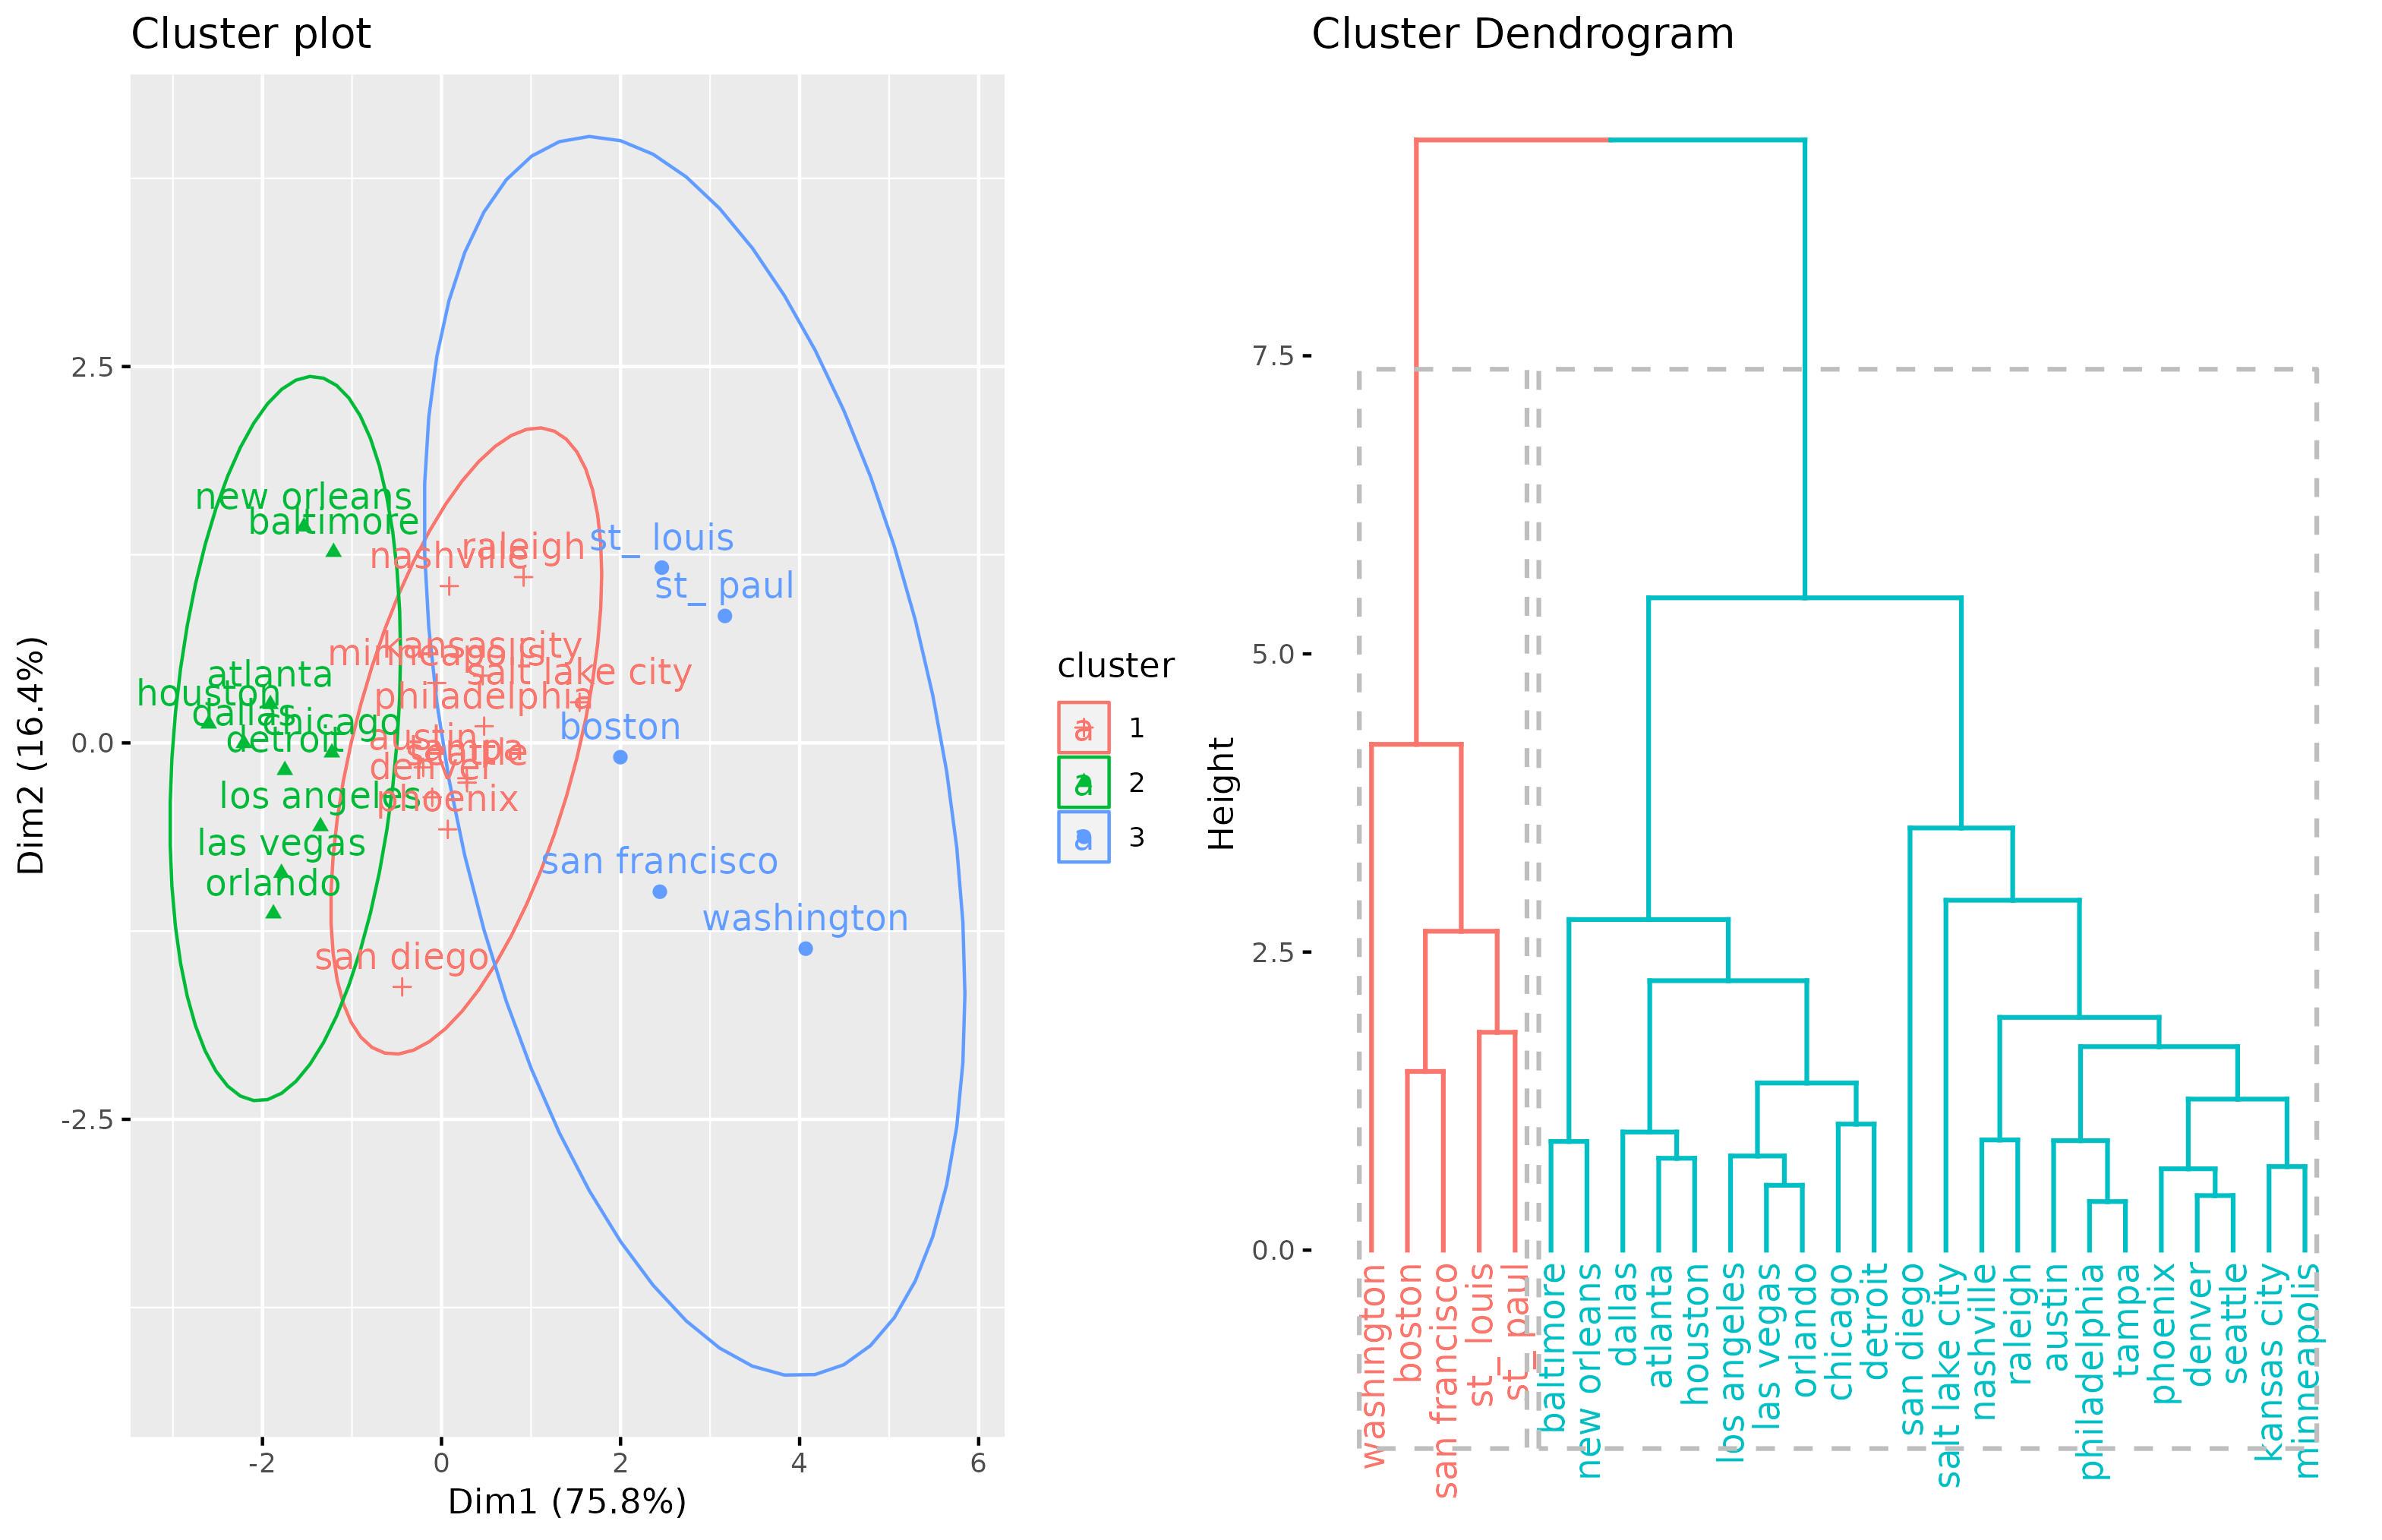 Cluster plot
new orleans
baltimore
nashville
raleigh
st_ louis
st_ paul
kansas city
minneapolis
salt lake city
atlanta
houston
philadelphia
dallas
chicago
boston
detroit
austin
tampa
seattle
denver
los angeles
phoenix
las vegas
san francisco
orlando
washington
san diego
2.5
0.0
-2.5
-2
0
2
4
6
Dim1 (75.8%)
Dim2 (16.4%)
cluster
a 1
a 2
a 3
Cluster Dendrogram
Height
7.5
5.0
2.5
0.0
washington
boston
san francisco
st_ louis
st_ paul
baltimore
new orleans
dallas
atlanta
houston
los angeles
las vegas
orlando
chicago
detroit
san diego
salt lake city
nashville
raleigh
austin
philadelphia
tampa
phoenix
denver
seattle
kansas city
minneapolis